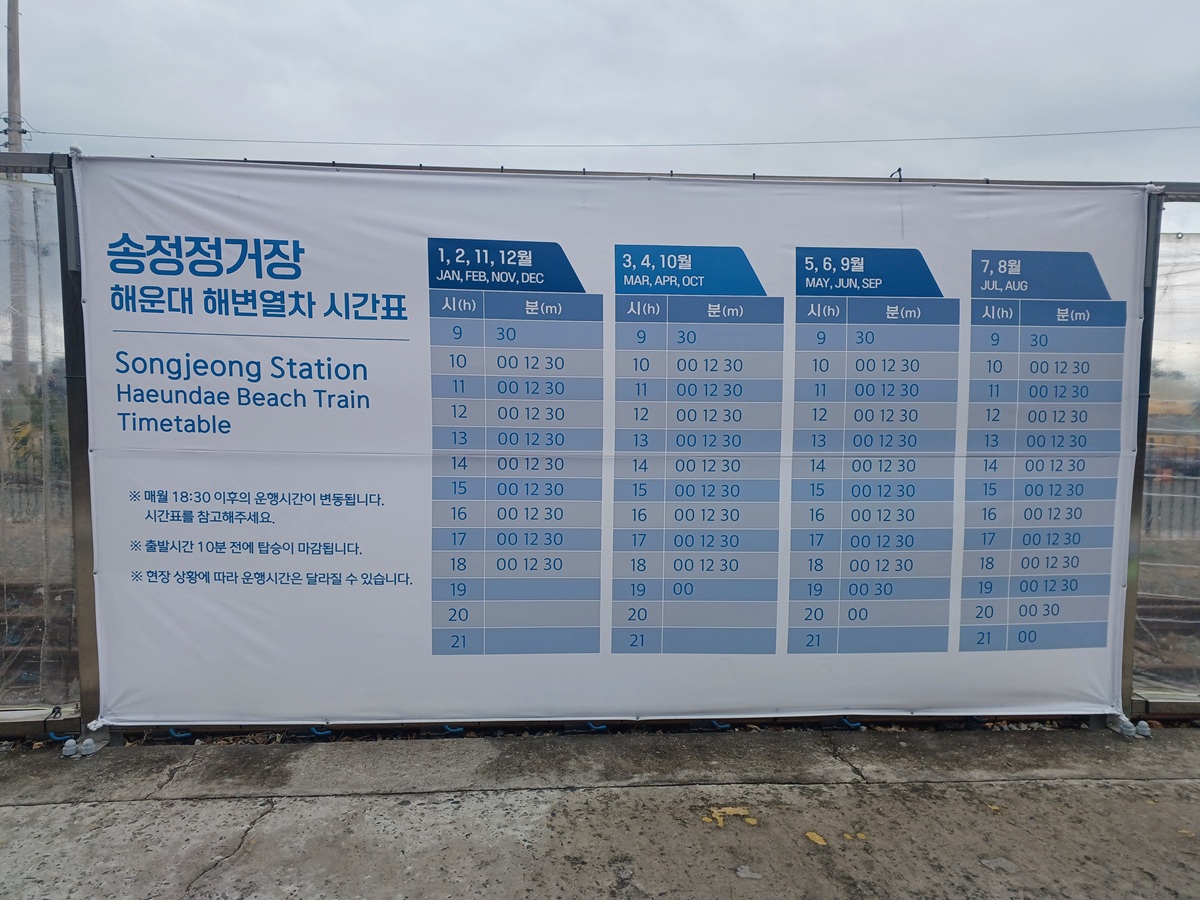 송정정거장
해운대 해변열차 시간표
Songjeong Station
Haeundae Beach Train
Timetable
※ 매월 18:30 이후의 운행시간이 변동됩니다.
시간표를 참고해주세요.
※ 출발시간 10분 전에 탑승이 마감됩니다.
※ 현장 상황에 따라 운행시간은 달라질 수 있습니다.
1, 2, 11, 12월
JAN, FEB, NOV, DEC
시(h) 분(m)
9 30
10 00 12 30
11 00 12 30
12 00 12 30
13 00 12 30
14 00 12 30
15 00 12 30
16 00 12 30
17 00 12 30
18 00 12 30
19
20
21
3, 4, 10월
MAR, APR, OCT
시(h) 분(m)
9 30
10 00 12 30
11 00 12 30
12 00 12 30
13 00 12 30
14 00 12 30
15 00 12 30
16 00 12 30
17 00 12 30
18 00 12 30
19 00
20
21
5, 6, 9월
MAY, JUN, SEP
시(h) 분(m)
9 30
10 00 12 30
11 00 12 30
12 00 12 30
13 00 12 30
14 00 12 30
15 00 12 30
16 00 12 30
17 00 12 30
18 00 12 30
19 00 30
20 00
21
7, 8월
JUL, AUG
시(h) 분(m)
9 30
10 00 12 30
11 00 12 30
12 00 12 30
13 00 12 30
14 00 12 30
15 00 12 30
16 00 12 30
17 00 12 30
18 00 12 30
19 00 12 30
20 00 30
21 00